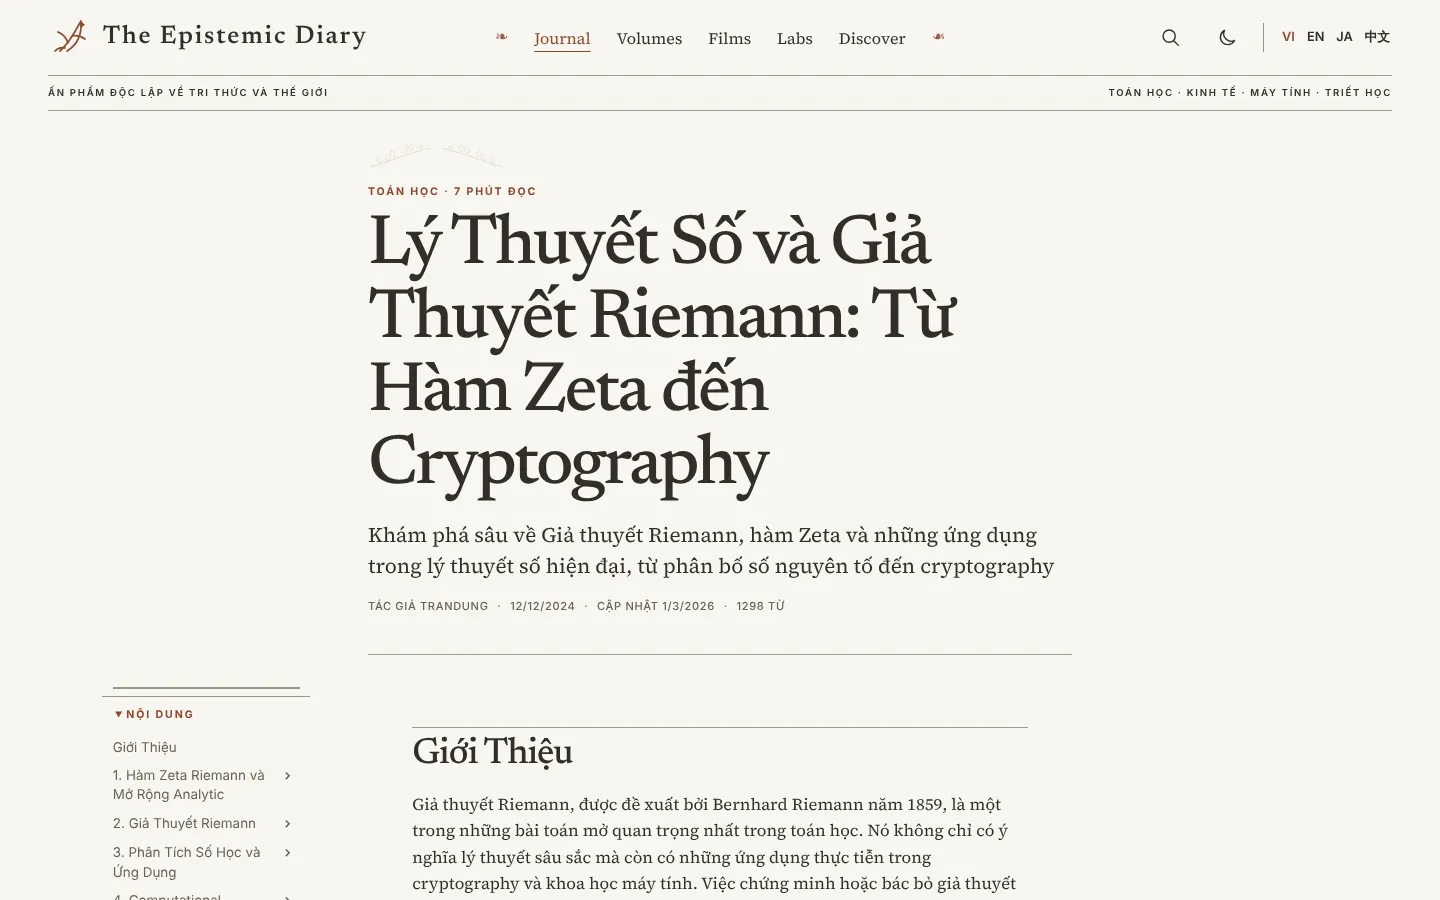 The Epistemic Diary
Journal Volumes Films Labs Discover
VI EN JA 中文
ẤN PHẨM ĐỘC LẬP VỀ TRI THỨC VÀ THẾ GIỚI
TOÁN HỌC · KINH TẾ · MÁY TÍNH · TRIẾT HỌC
TOÁN HỌC · 7 PHÚT ĐỌC
Lý Thuyết Số và Giả
Thuyết Riemann: Từ
Hàm Zeta đến
Cryptography
Khám phá sâu về Giả thuyết Riemann, hàm Zeta và những ứng dụng
trong lý thuyết số hiện đại, từ phân bố số nguyên tố đến cryptography
TÁC GIẢ TRANDUNG · 12/12/2024 · CẬP NHẬT 1/3/2026 · 1298 TỪ
▼ NỘI DUNG
Giới Thiệu
1. Hàm Zeta Riemann và
Mở Rộng Analytic
2. Giả Thuyết Riemann
3. Phân Tích Số Học và
Ứng Dụng
4. Computational
Giới Thiệu
Giả thuyết Riemann, được đề xuất bởi Bernhard Riemann năm 1859, là một
trong những bài toán mở quan trọng nhất trong toán học. Nó không chỉ có ý
nghĩa lý thuyết sâu sắc mà còn có những ứng dụng thực tiễn trong
cryptography và khoa học máy tính. Việc chứng minh hoặc bác bỏ giả thuyết